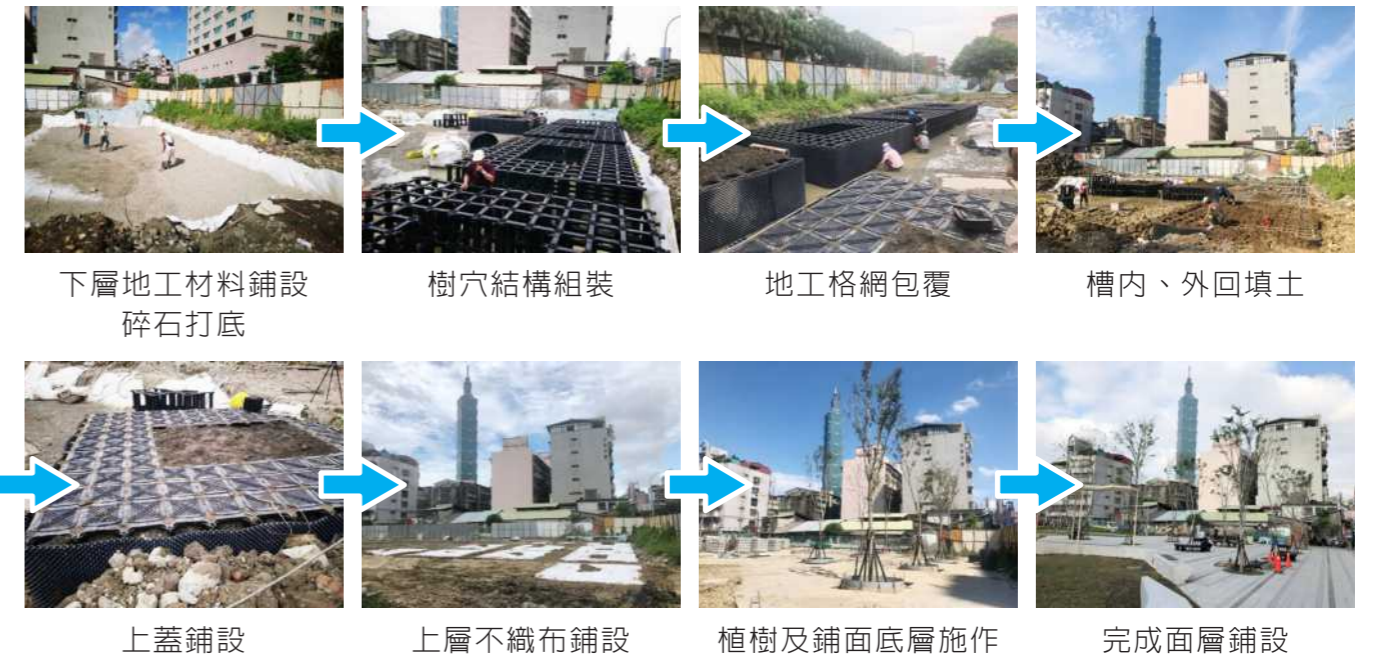 下層地工材料鋪設
碎石打底
樹穴結構組裝
地工格網包覆
槽内、外回填土
上蓋鋪設
上層不織布鋪設
植樹及鋪面底層施作
完成面層鋪設